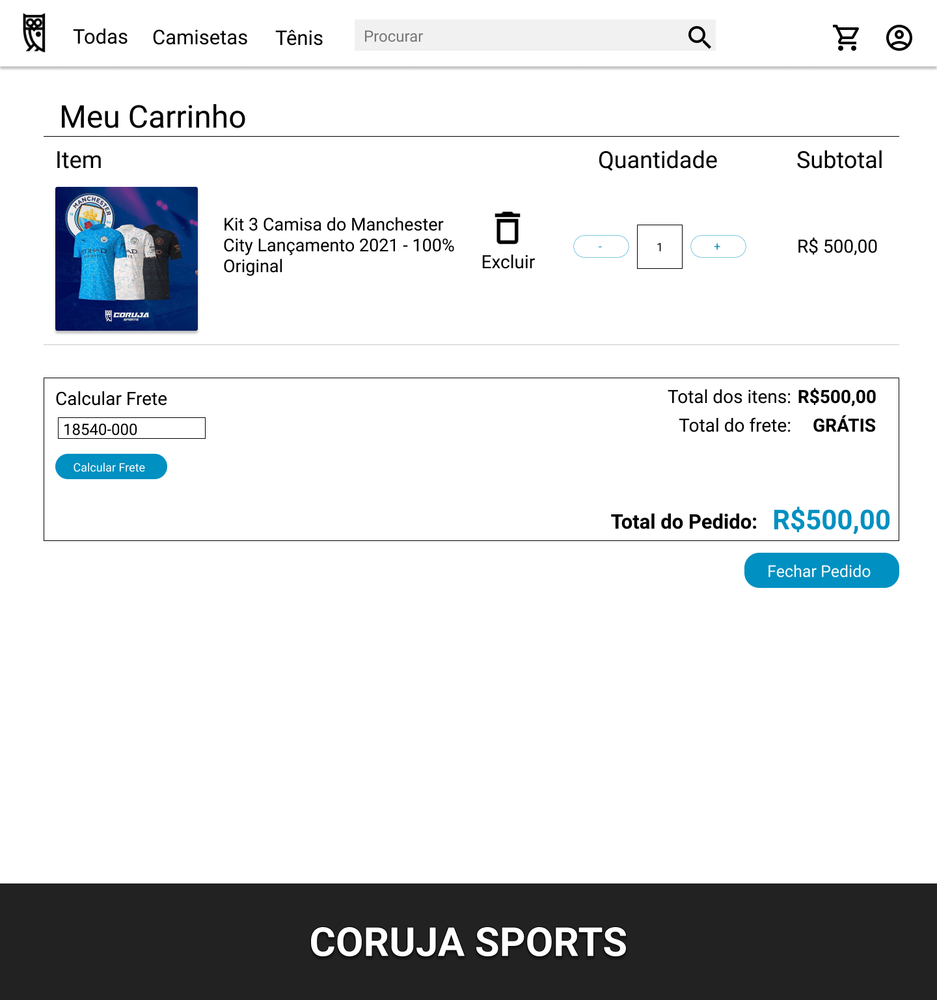 Todas Camisetas Tênis Procurar
Meu Carrinho
Item Quantidade Subtotal
MANCHESTER
ETIHAD
AIRWAYS
CORUJA
SPORTS
Kit 3 Camisa do Manchester
City Lançamento 2021 - 100%
Original
Excluir
- 1 +
R$ 500,00
Calcular Frete
18540-000
Calcular Frete
Total dos itens: R$500,00
Total do frete: GRÁTIS
Total do Pedido: R$500,00
Fechar Pedido
CORUJA SPORTS